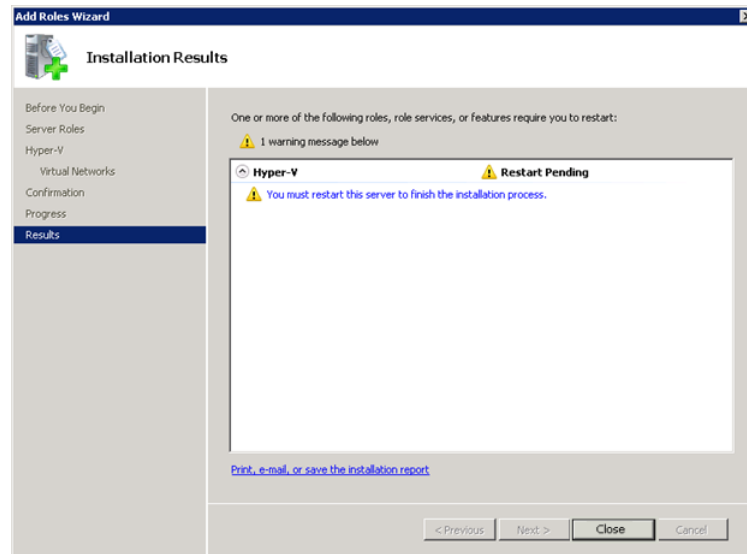 Add Roles Wizard
Installation Results
Before You Begin
Server Roles
Hyper-V
Virtual Networks
Confirmation
Progress
Results
One or more of the following roles, role services, or features require you to restart:
1 warning message below
Hyper-V Restart Pending
You must restart this server to finish the installation process.
Print, e-mail, or save the installation report
< Previous Next > Close Cancel